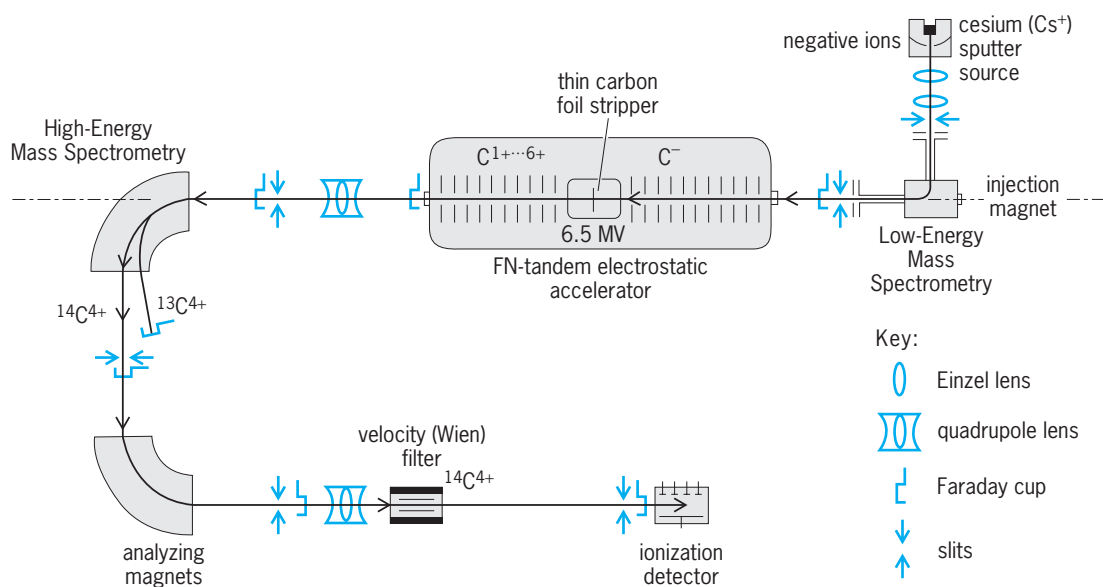 negative ions
cesium (Cs⁺)
sputter
source
thin carbon
foil stripper
High-Energy
Mass Spectrometry
C¹⁺···⁶⁺
C⁻
injection
magnet
6.5 MV
Low-Energy
Mass
Spectrometry
FN-tandem electrostatic
accelerator
¹⁴C⁴⁺
¹³C⁴⁺
Key:
Einzel lens
quadrupole lens
Faraday cup
slits
velocity (Wien)
filter
¹⁴C⁴⁺
analyzing
magnets
ionization
detector